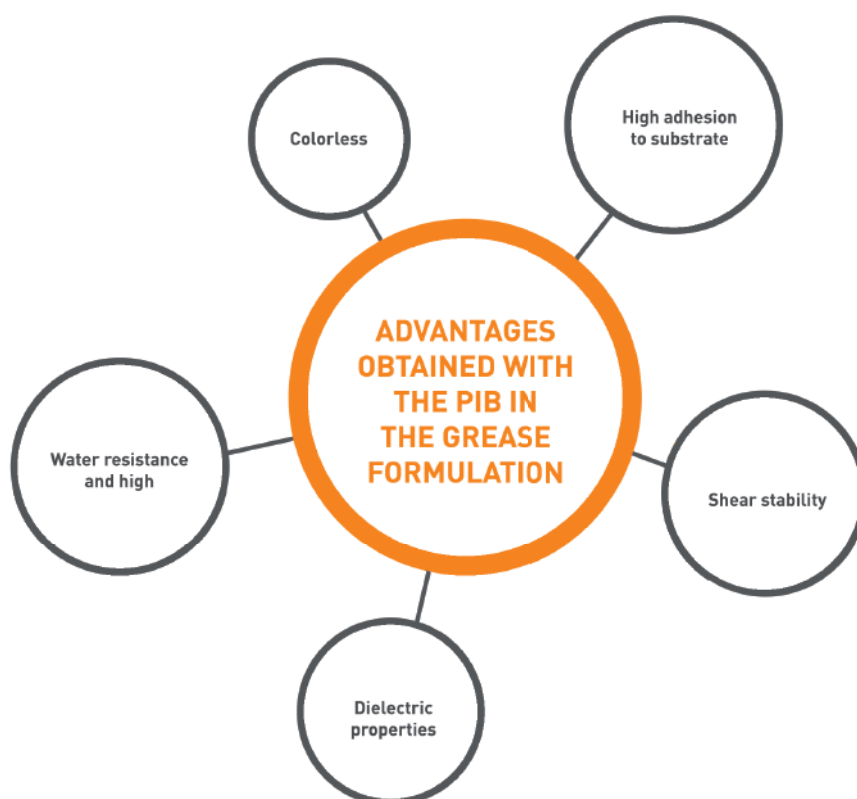 Colorless
High adhesion
to substrate
ADVANTAGES
OBTAINED WITH
THE PIB IN
THE GREASE
FORMULATION
Water resistance
and high
Shear stability
Dielectric
properties